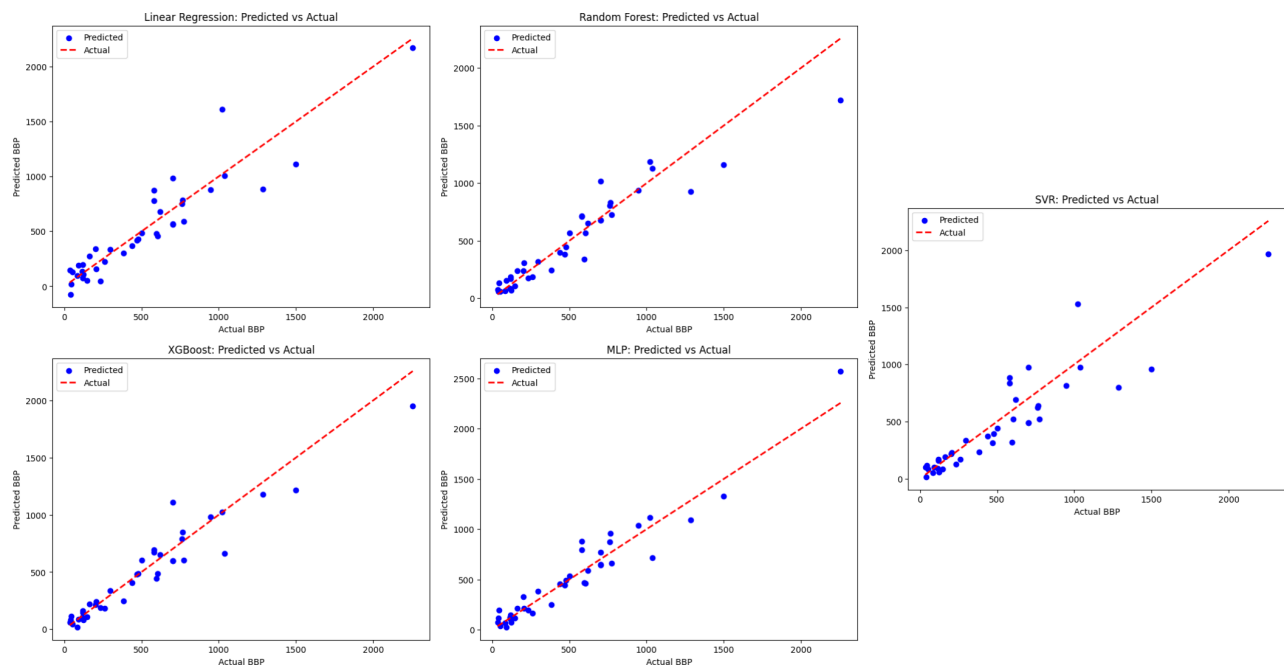 Linear Regression: Predicted vs Actual
Predicted
Actual
2000
1500
1000
500
0
Predicted BBP
0 500 1000 1500 2000
Actual BBP
Random Forest: Predicted vs Actual
Predicted
Actual
2000
1500
1000
500
0
Predicted BBP
0 500 1000 1500 2000
Actual BBP
XGBoost: Predicted vs Actual
Predicted
Actual
2000
1500
1000
500
0
Predicted BBP
0 500 1000 1500 2000
Actual BBP
MLP: Predicted vs Actual
Predicted
Actual
2500
2000
1500
1000
500
0
Predicted BBP
0 500 1000 1500 2000
Actual BBP
SVR: Predicted vs Actual
Predicted
Actual
2000
1500
1000
500
0
Predicted BBP
0 500 1000 1500 2000
Actual BBP